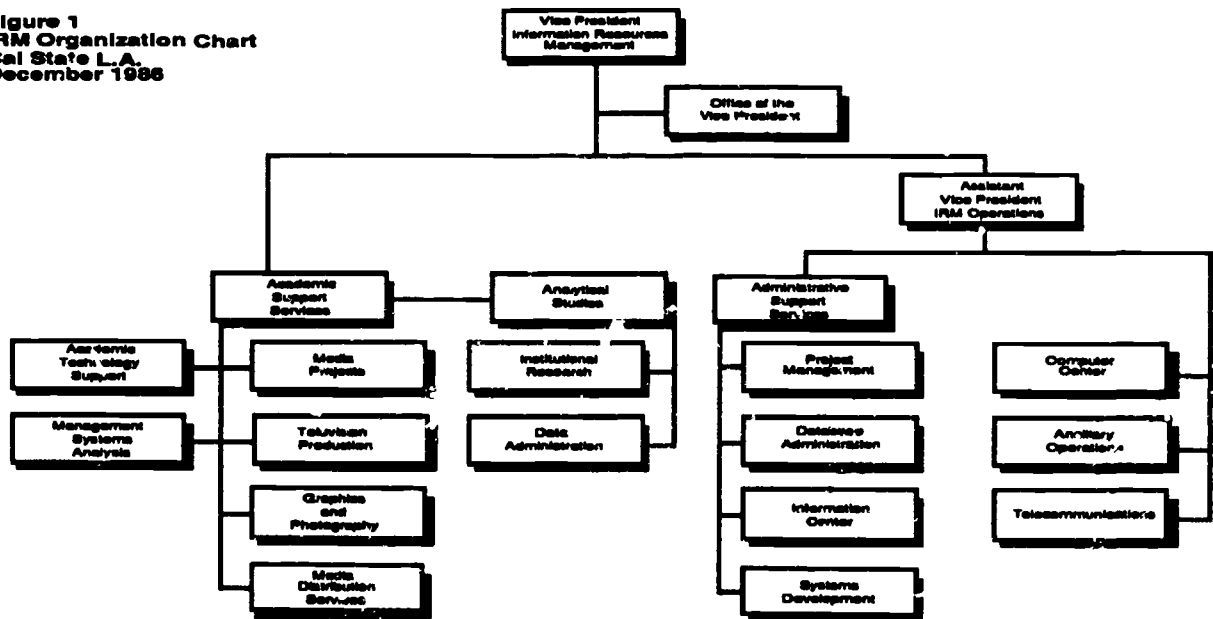 Figure 1
IRM Organization Chart
Cal State L.A.
December 1986
Vice President
Information Resources
Management
Office of the
Vice President
Assistant
Vice President
IRM Operations
Academic
Support
Services
Analytical
Studies
Administrative
Support
Services
Academic
Technology
Support
Media
Projects
Institutional
Research
Project
Management
Computer
Center
Management
Systems
Analysis
Television
Production
Data
Administration
Database
Administration
Ancillary
Operations
Graphics
and
Photography
Information
Center
Telecommunications
Media
Distribution
Services
Systems
Development